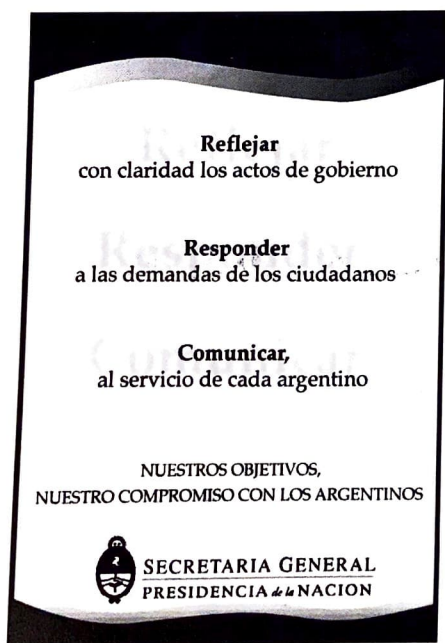 Reflejar
con claridad los actos de gobierno
Responder
a las demandas de los ciudadanos
Comunicar,
al servicio de cada argentino
NUESTROS OBJETIVOS,
NUESTRO COMPROMISO CON LOS ARGENTINOS
SECRETARIA GENERAL
PRESIDENCIA de la NACION